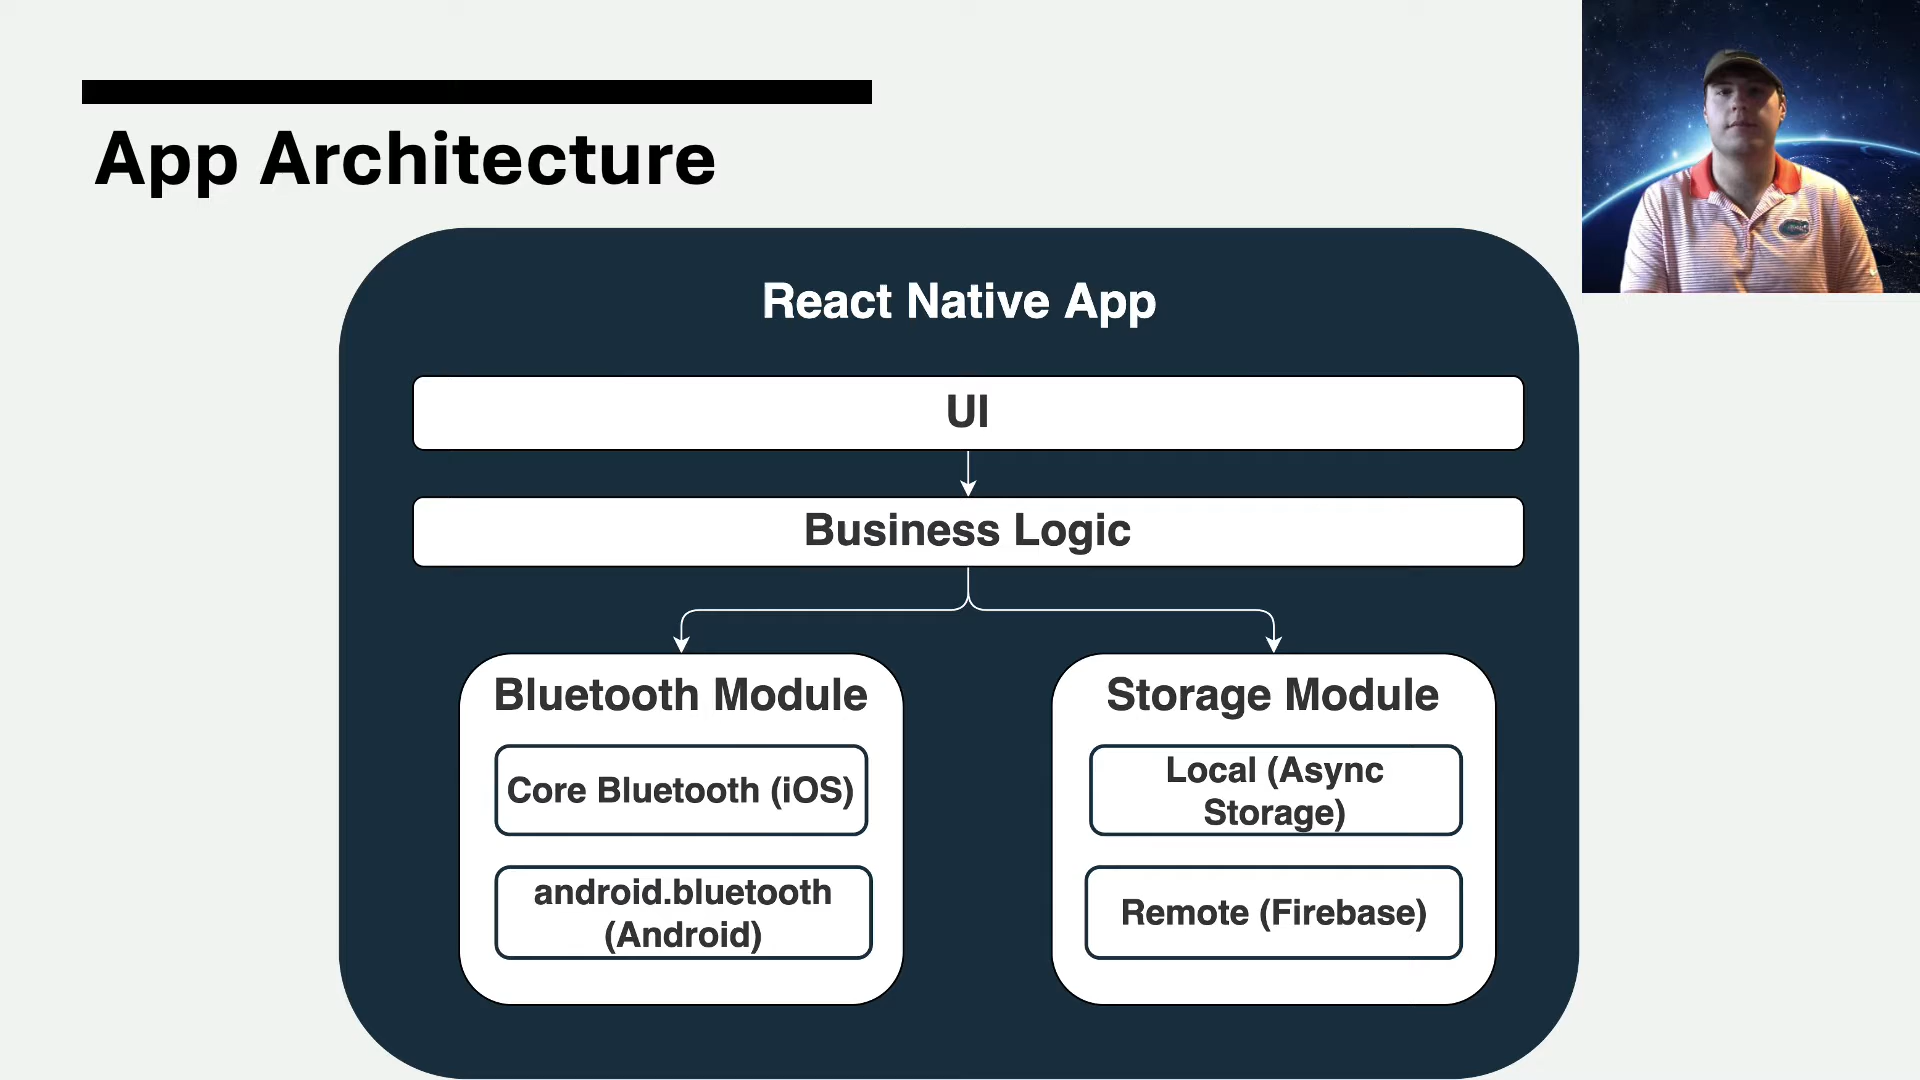 App Architecture
React Native App
UI
Business Logic
Bluetooth Module
Core Bluetooth (iOS)
android.bluetooth
(Android)
Storage Module
Local (Async
Storage)
Remote (Firebase)